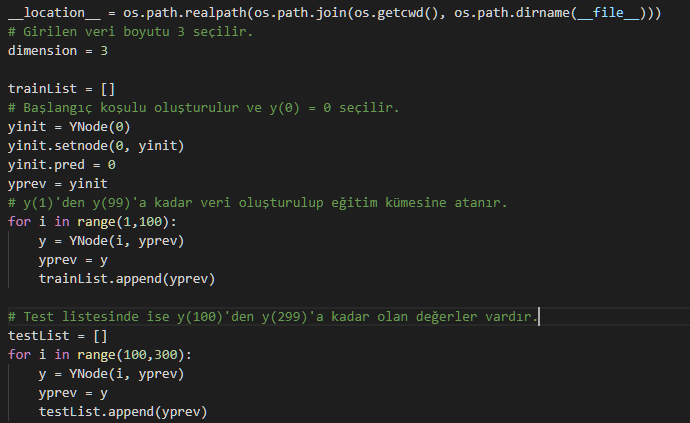 __location__ = os.path.realpath(os.path.join(os.getcwd(), os.path.dirname(__file__)))
# Girilen veri boyutu 3 seçilir.
dimension = 3

trainList = []
# Başlangıç koşulu oluşturulur ve y(0) = 0 seçilir.
yinit = YNode(0)
yinit.setnode(0, yinit)
yinit.pred = 0
yprev = yinit
# y(1)'den y(99)'a kadar veri oluşturulup eğitim kümesine atanır.
for i in range(1,100):
    y = YNode(i, yprev)
    yprev = y
    trainList.append(yprev)

# Test listesinde ise y(100)'den y(299)'a kadar olan değerler vardır.
testList = []
for i in range(100,300):
    y = YNode(i, yprev)
    yprev = y
    testList.append(yprev)